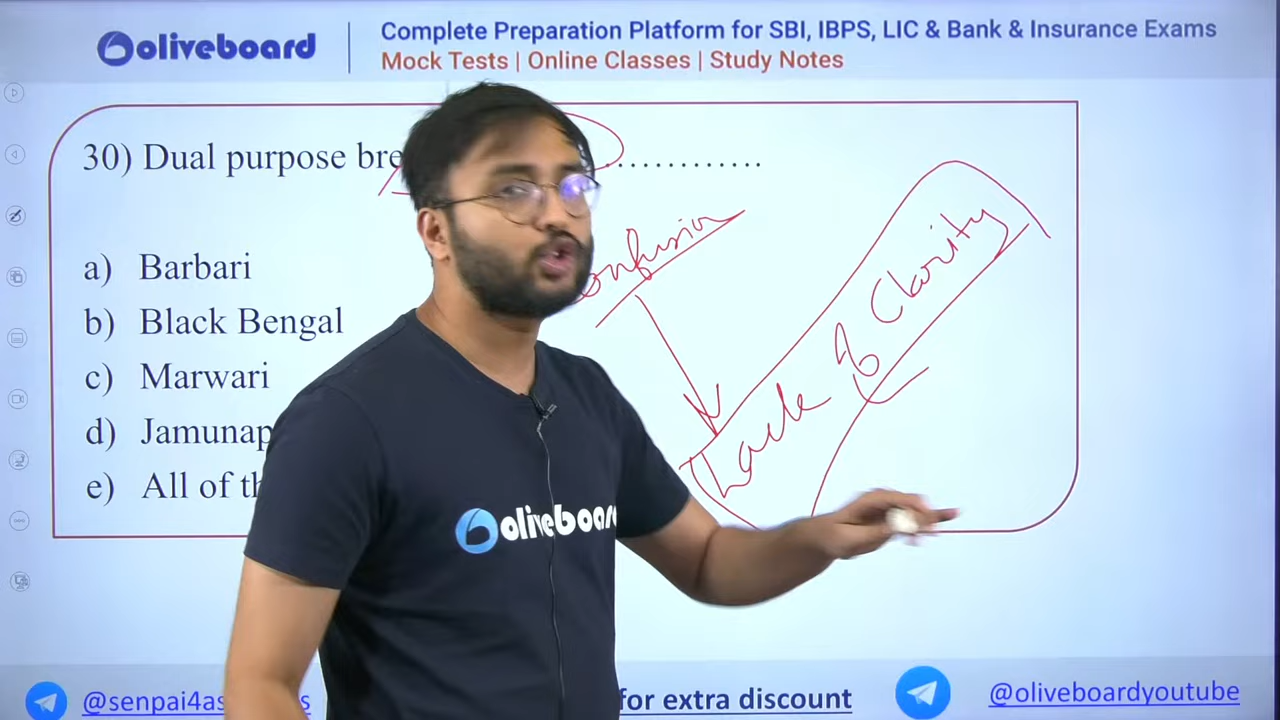 oliveboard
Complete Preparation Platform for SBI, IBPS, LIC & Bank & Insurance Exams
Mock Tests | Online Classes | Study Notes
30) Dual purpose bre ............
a) Barbari
b) Black Bengal
c) Marwari
d) Jamunap
e) All of th
onfusion
Lack of Clarity
oliveboard
@senpai4as s
for extra discount
@oliveboardyoutube